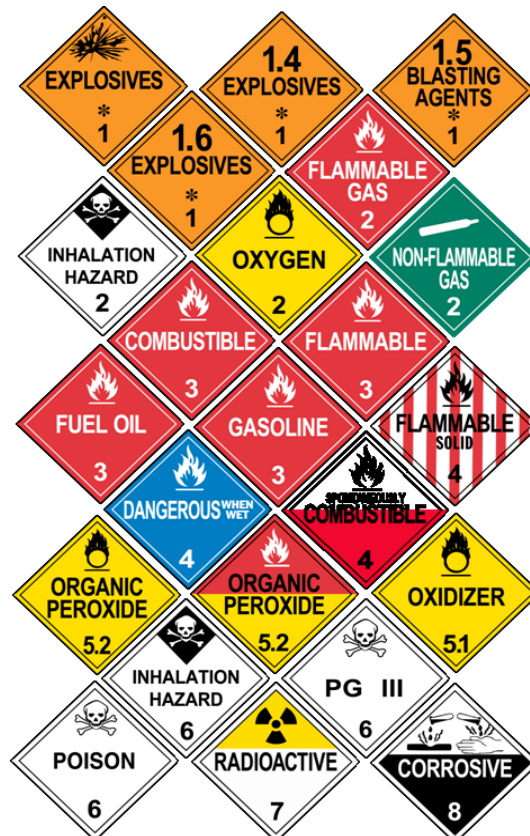 EXPLOSIVES
*
1
1.4
EXPLOSIVES
*
1
1.5
BLASTING
AGENTS
*
1
1.6
EXPLOSIVES
*
1
FLAMMABLE
GAS
2
INHALATION
HAZARD
2
OXYGEN
2
NON-FLAMMABLE
GAS
2
COMBUSTIBLE
3
FLAMMABLE
3
FUEL OIL
3
GASOLINE
3
FLAMMABLE
SOLID
4
DANGEROUS WHEN
WET
4
SPONTANEOUSLY
COMBUSTIBLE
4
ORGANIC
PEROXIDE
5.2
ORGANIC
PEROXIDE
5.2
OXIDIZER
5.1
INHALATION
HAZARD
6
PG III
6
POISON
6
RADIOACTIVE
7
CORROSIVE
8